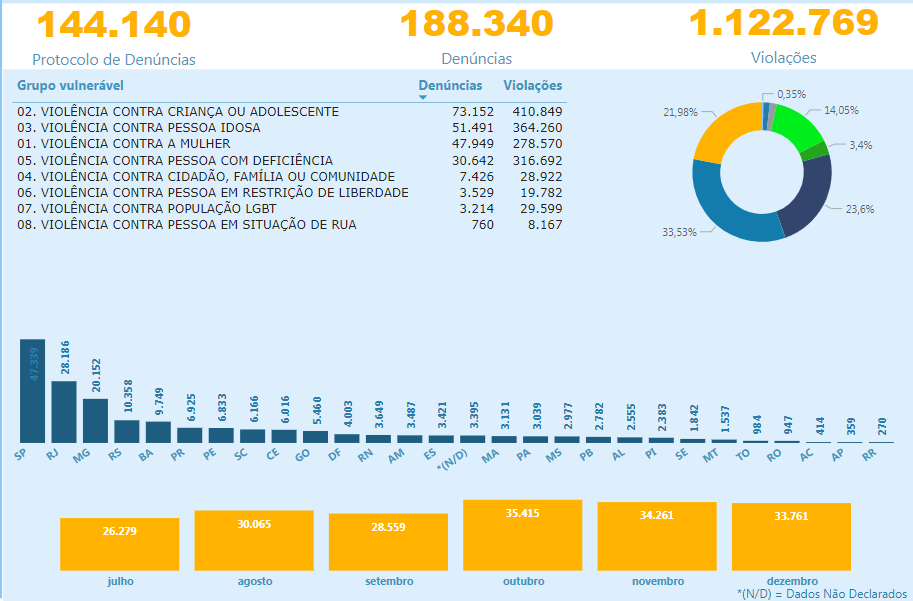 144.140 188.340 1.122.769
Protocolo de Denúncias Denúncias Violações
Grupo vulnerável Denúncias Violações
02. VIOLÊNCIA CONTRA CRIANÇA OU ADOLESCENTE 73.152 410.849
03. VIOLÊNCIA CONTRA PESSOA IDOSA 51.491 364.260
01. VIOLÊNCIA CONTRA A MULHER 47.949 278.570
05. VIOLÊNCIA CONTRA PESSOA COM DEFICIÊNCIA 30.642 316.692
04. VIOLÊNCIA CONTRA CIDADÃO, FAMÍLIA OU COMUNIDADE 7.426 28.922
06. VIOLÊNCIA CONTRA PESSOA EM RESTRIÇÃO DE LIBERDADE 3.529 19.782
07. VIOLÊNCIA CONTRA POPULAÇÃO LGBT 3.214 29.599
08. VIOLÊNCIA CONTRA PESSOA EM SITUAÇÃO DE RUA 760 8.167
0,35%
14,05%
3,4%
23,6%
33,53%
21,98%
47.339 28.186 20.152 10.358 9.749 6.925 6.833 6.166 6.016 5.460 4.003 3.649 3.487 3.421 3.395 3.131 3.039 2.977 2.782 2.555 2.383 1.842 1.537 984 947 414 359 270
SP RJ MG RS BA PR PE SC CE GO DF RN AM ES *(N/D) MA PA MS PB AL PI SE MT TO RO AC AP RR
26.279 30.065 28.559 35.415 34.261 33.761
julho agosto setembro outubro novembro dezembro
*(N/D) = Dados Não Declarados